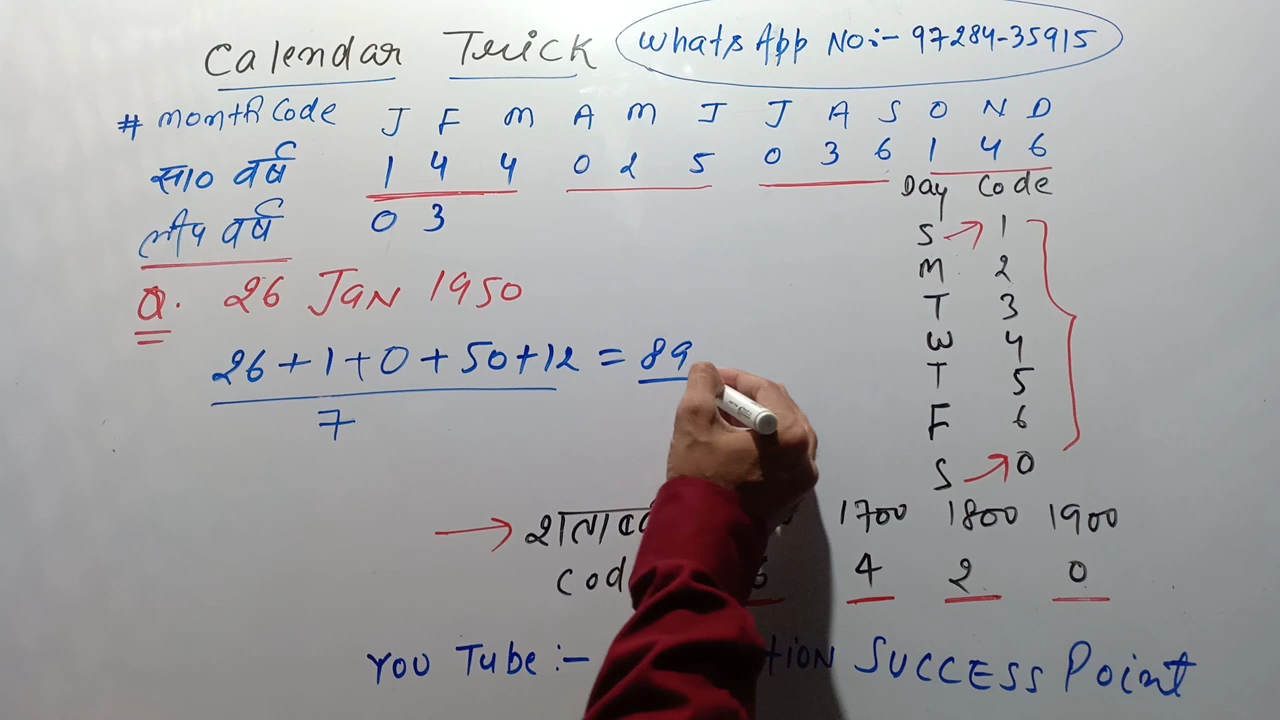 Calendar Trick WhatsApp No:- 97284-35915
# Month Code J F M A M J J A S O N D
सा० वर्ष 1 4 4 0 2 5 0 3 6 1 4 6
लीप वर्ष 0 3
Day Code
S → 1
M 2
T 3
W 4
T 5
F 6
S → 0
Q. 26 JAN 1950
26 + 1 + 0 + 50 + 12 = 89
7
→ 1700 1800 1900
6 4 2 0
YOU Tube :- SUCCESS Point